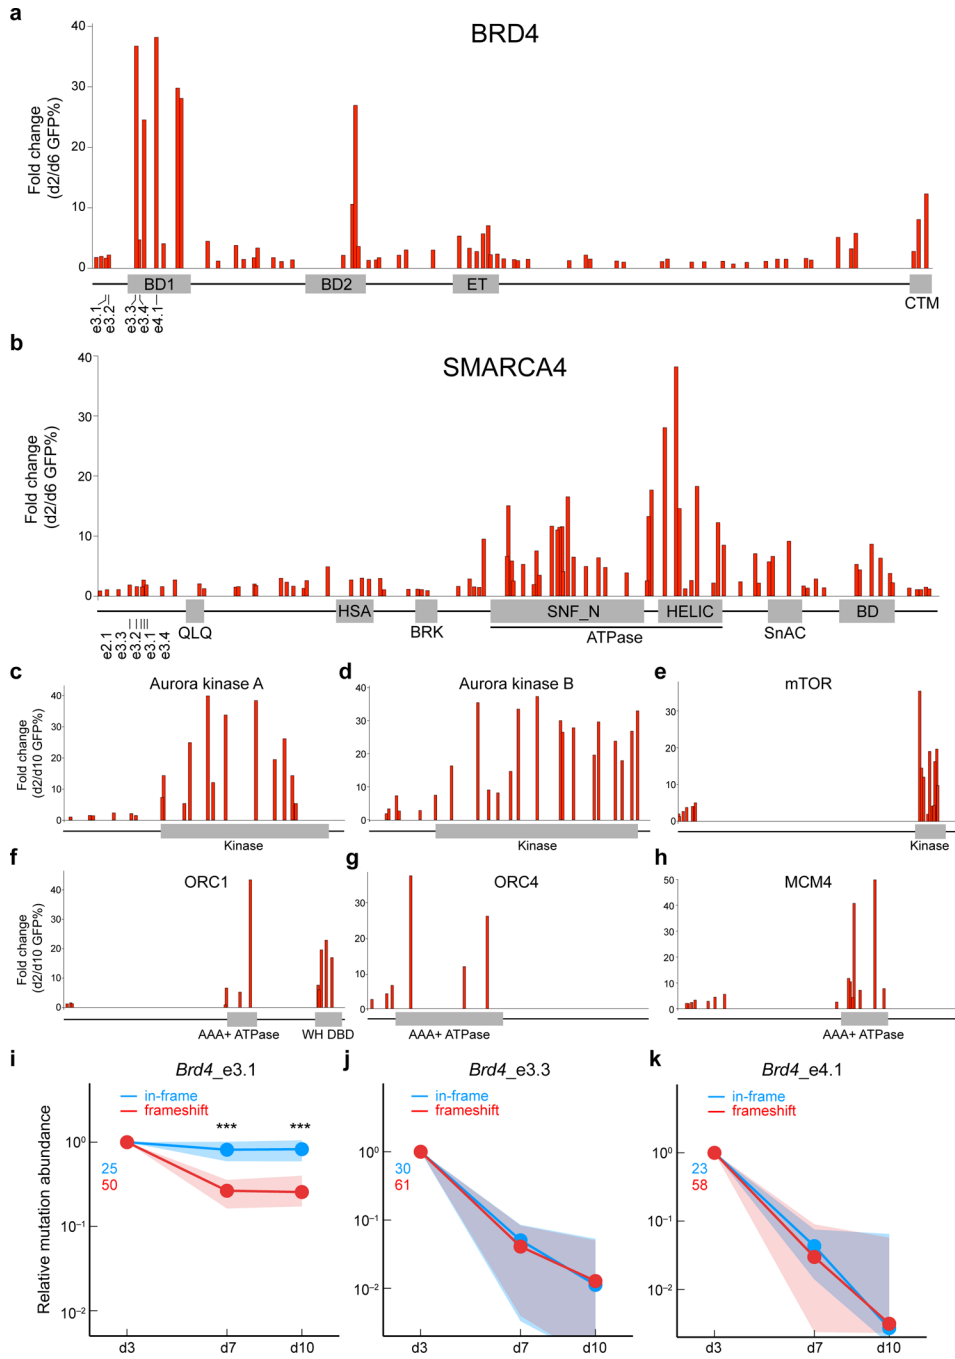 a
BRD4
Fold change
(d2/d6 GFP%)
40
30
20
10
0
BD1
BD2
ET
CTM
e3.1
e3.2
e3.3
e3.4
e4.1
b
SMARCA4
Fold change
(d2/d6 GFP%)
40
30
20
10
0
QLQ
HSA
BRK
SNF_N
HELIC
ATPase
SnAC
BD
e2.1
e3.3
e3.2
e3.1
e3.4
c
Aurora kinase A
Fold change
(d2/d10 GFP%)
40
30
20
10
0
Kinase
d
Aurora kinase B
40
30
20
10
0
Kinase
e
mTOR
30
20
10
0
Kinase
f
ORC1
Fold change
(d2/d10 GFP%)
40
30
20
10
0
AAA+ ATPase
WH DBD
g
ORC4
30
20
10
0
AAA+ ATPase
h
MCM4
50
40
30
20
10
0
AAA+ ATPase
i
Brd4_e3.1
in-frame
frameshift
Relative mutation abundance
10⁰
10⁻¹
10⁻²
25
50
***
***
d3
d7
d10
j
Brd4_e3.3
in-frame
frameshift
10⁰
10⁻¹
10⁻²
30
61
d3
d7
d10
k
Brd4_e4.1
in-frame
frameshift
10⁰
10⁻¹
10⁻²
23
58
d3
d7
d10